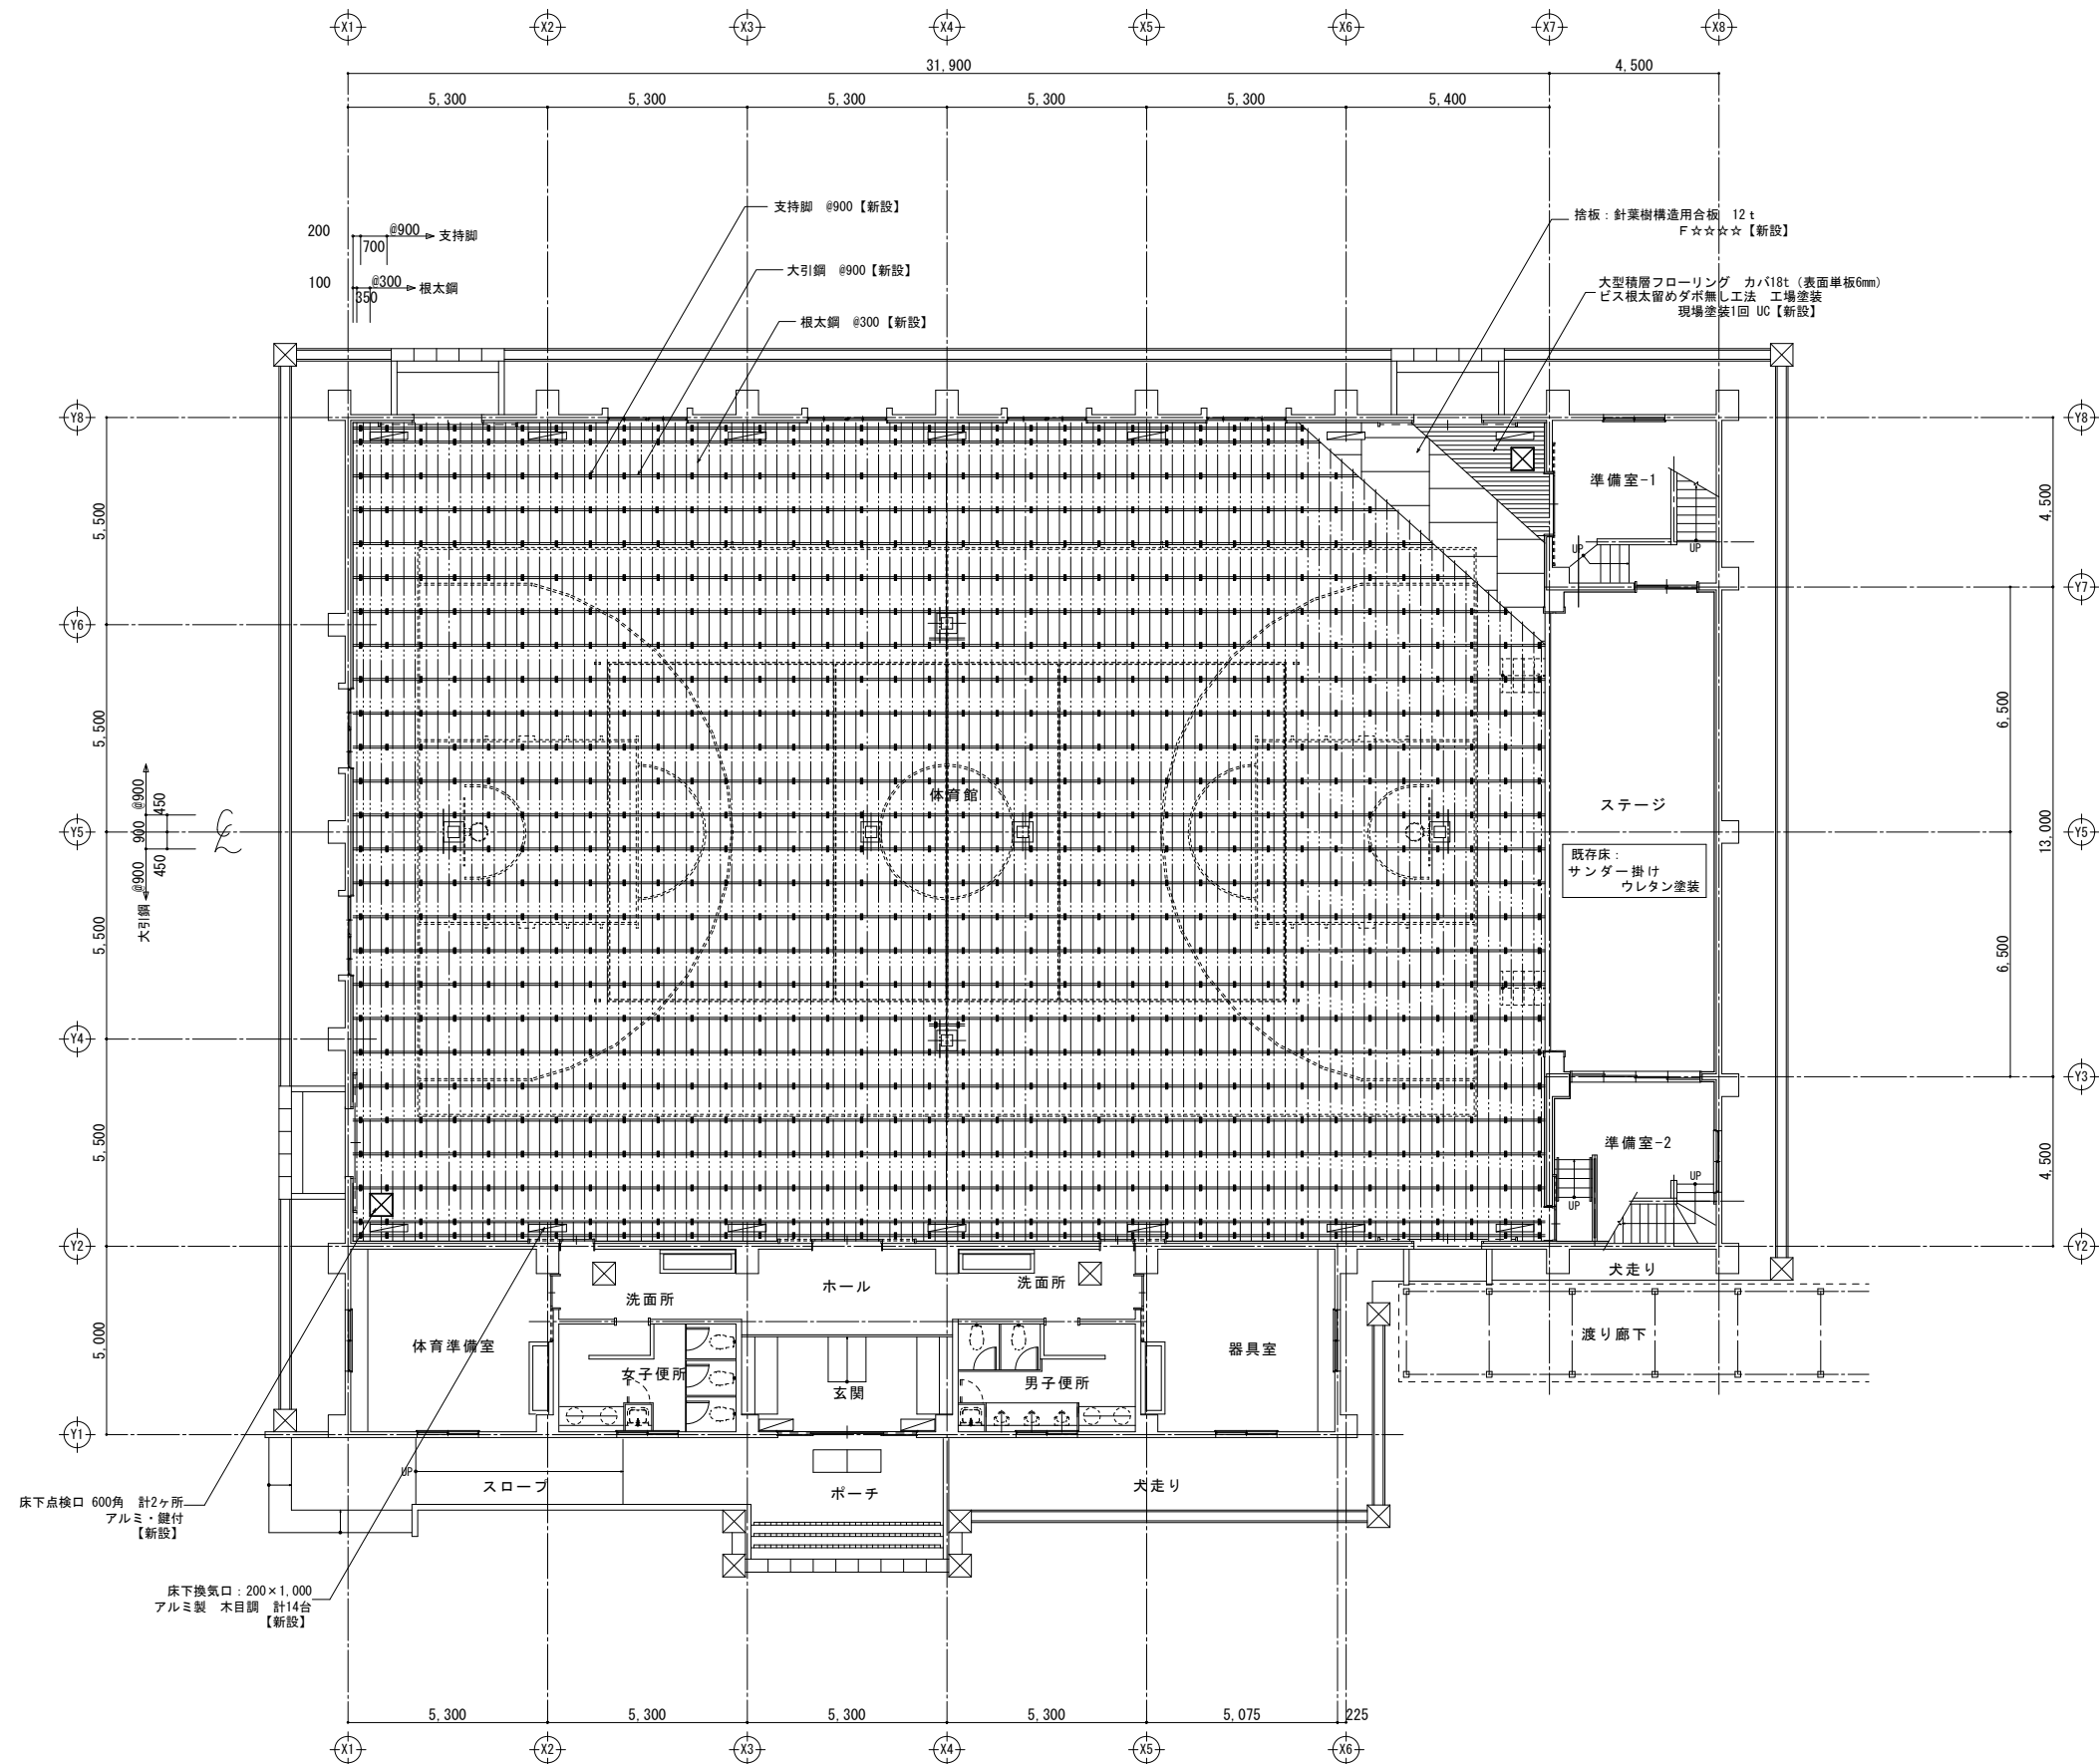 X1 X2 X3 X4 X5 X6 X7 X8
31,900 4,500
5,300 5,300 5,300 5,300 5,300 5,400
支持脚 @900【新設】
捨板：針葉樹構造用合板 12t
F☆☆☆☆【新設】
200 @900 支持脚
700
大引鋼 @900【新設】
100 @300 根太鋼
350
大型積層フローリング カバ18t（表面単板6mm）
ビス根太留めダボ無し工法 工場塗装
現場塗装1回 UC【新設】
根太鋼 @300【新設】
Y8 Y8
準備室-1
5,500 4,500
UP UP
Y7
Y6
5,500 6,500
体育館
ステージ
@900 450
900
450 @900
大引鋼
Y5 Y5
13,000
既存床：
サンダー掛け
ウレタン塗装
5,500 6,500
Y4
Y3
準備室-2
5,500 4,500
UP UP
Y2 Y2
犬走り
ホール
洗面所 洗面所
渡り廊下
5,000
体育準備室 器具室
女子便所 玄関 男子便所
Y1
UP スロープ ポーチ 犬走り
床下点検口 600角 計2ヶ所
アルミ・鍵付
【新設】
床下換気口：200×1,000
アルミ製 木目調 計14台
【新設】
5,300 5,300 5,300 5,300 5,075 225
X1 X2 X3 X4 X5 X6